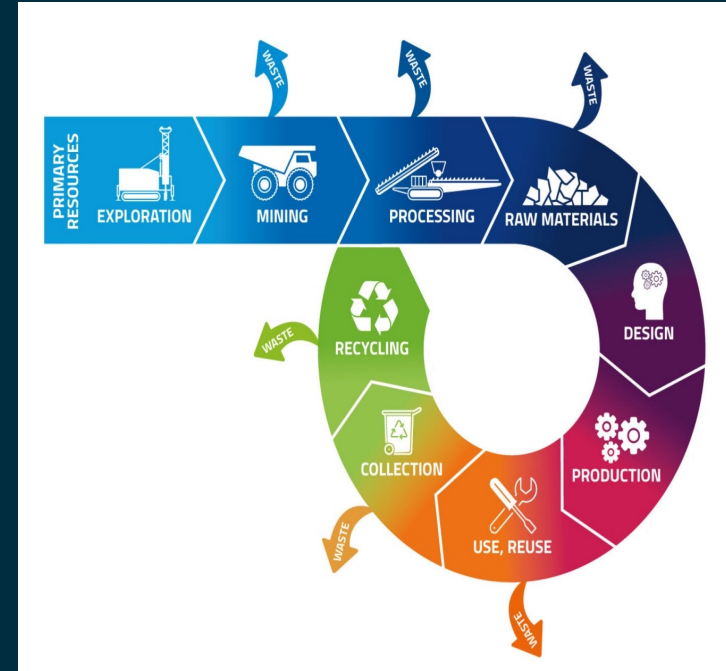 WASTE
WASTE
WASTE
PRIMARY
RESOURCES
EXPLORATION
MINING
PROCESSING
RAW MATERIALS
DESIGN
PRODUCTION
USE, REUSE
WASTE
COLLECTION
WASTE
RECYCLING
WASTE